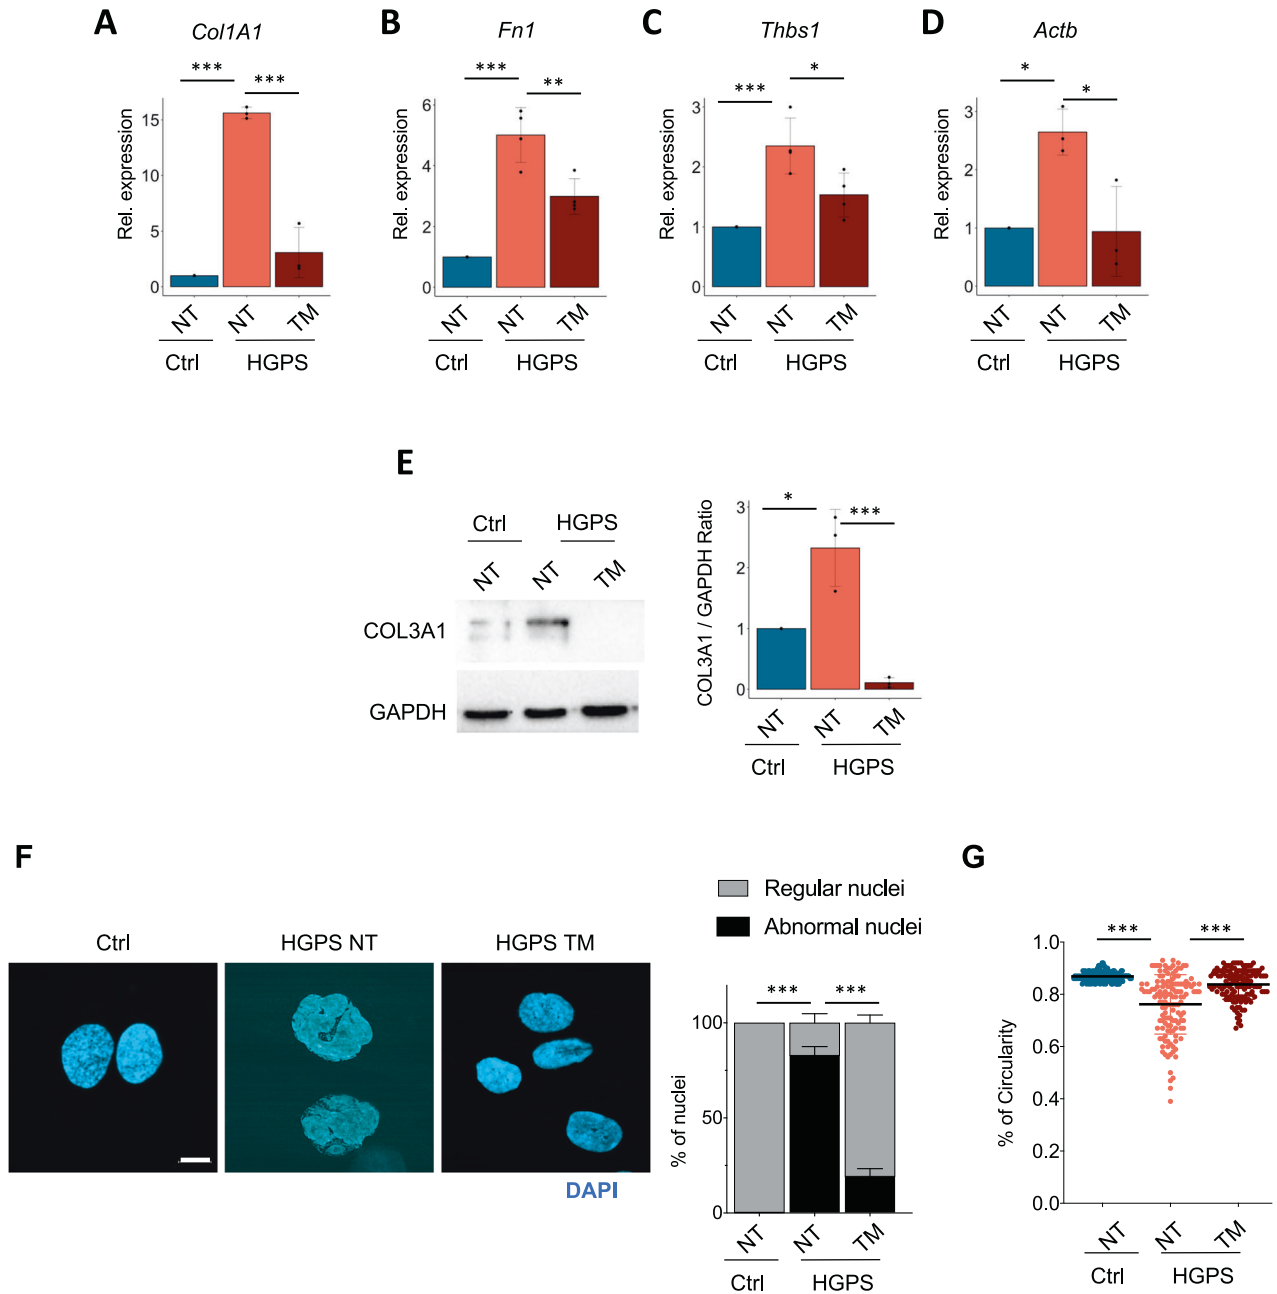 A Col1A1
B Fn1
C Thbs1
D Actb
*** ***
*** **
*** *
* *
Rel. expression
15
10
5
0
Rel. expression
6
4
2
0
Rel. expression
3
2
1
0
Rel. expression
3
2
1
0
NT NT TM
NT NT TM
NT NT TM
NT NT TM
Ctrl HGPS
Ctrl HGPS
Ctrl HGPS
Ctrl HGPS
E
Ctrl HGPS
NT NT TM
COL3A1
GAPDH
* ***
COL3A1 / GAPDH Ratio
3
2
1
0
NT NT TM
Ctrl HGPS
F
Ctrl HGPS NT HGPS TM
DAPI
Regular nuclei
Abnormal nuclei
*** ***
% of nuclei
100
50
0
NT NT TM
Ctrl HGPS
G
*** ***
% of Circularity
1.0
0.8
0.6
0.4
0.2
0.0
NT NT TM
Ctrl HGPS